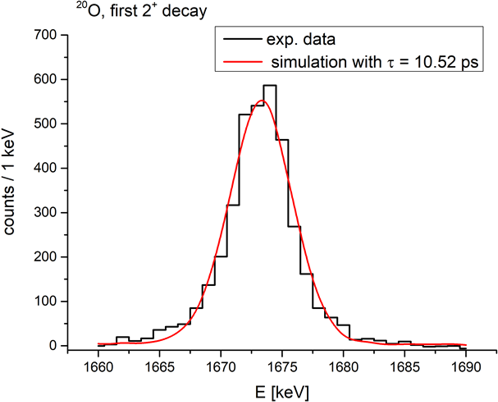 ²⁰O, first 2⁺ decay
exp. data
simulation with τ = 10.52 ps
counts / 1 keV
700
600
500
400
300
200
100
0
1660 1665 1670 1675 1680 1685 1690
E [keV]